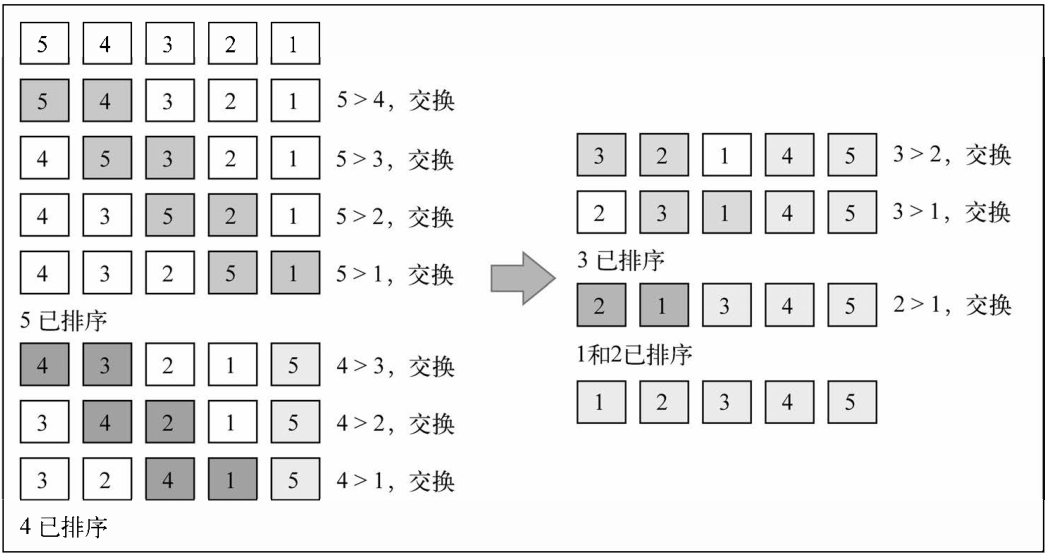 5 4 3 2 1
5 4 3 2 1 5 > 4，交换
4 5 3 2 1 5 > 3，交换
4 3 5 2 1 5 > 2，交换
4 3 2 5 1 5 > 1，交换
5 已排序
4 3 2 1 5 4 > 3，交换
3 4 2 1 5 4 > 2，交换
3 2 4 1 5 4 > 1，交换
4 已排序
3 2 1 4 5 3 > 2，交换
2 3 1 4 5 3 > 1，交换
3 已排序
2 1 3 4 5 2 > 1，交换
1和2已排序
1 2 3 4 5